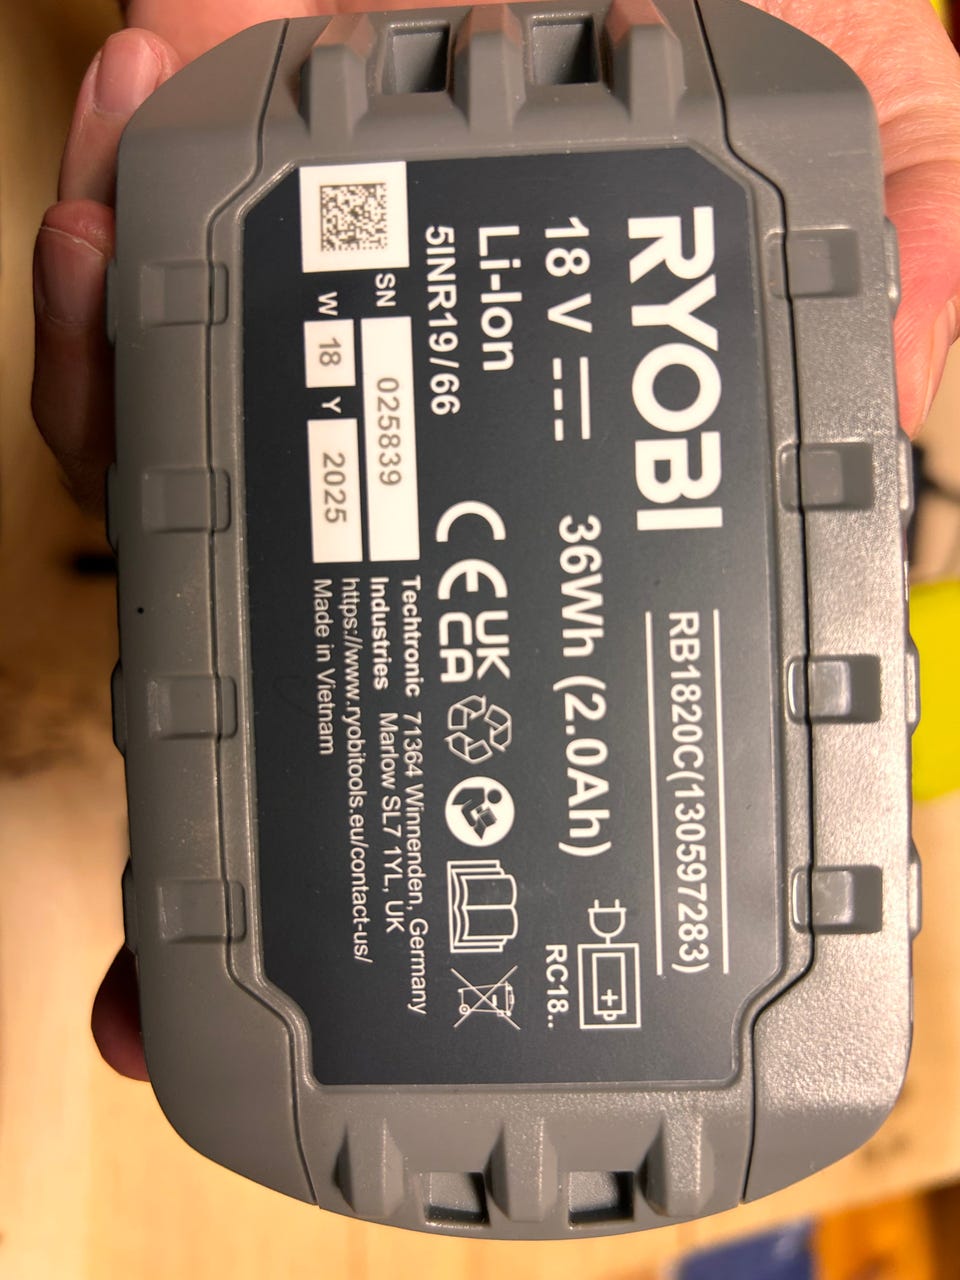 RYOBI
RB1820C(130597283)
18 V
36Wh (2.0Ah)
RC18..
Li-Ion
5INR19/66
CE
UK
CA
SN 025839
W 18 Y 2025
Techtronic Industries
71364 Winnenden, Germany
Marlow SL7 1YL, UK
https://www.ryobitools.eu/contact-us/
Made in Vietnam